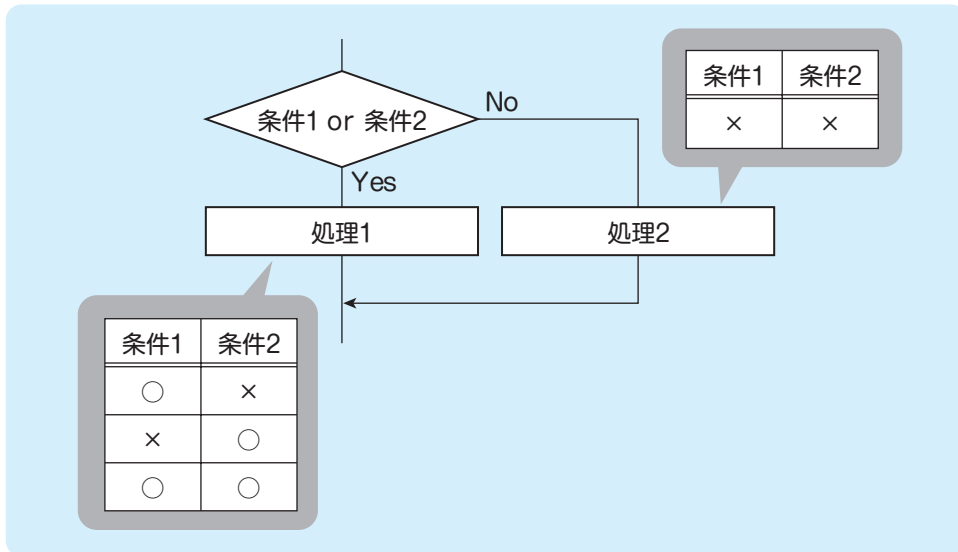 条件1 or 条件2
No
Yes
処理1
処理2
条件1 条件2
× ×
条件1 条件2
○ ×
× ○
○ ○